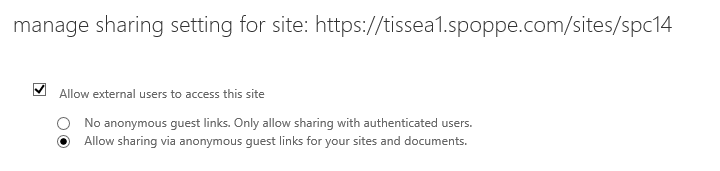 manage sharing setting for site: https://tissea1.spoppe.com/sites/spc14
Allow external users to access this site
No anonymous guest links. Only allow sharing with authenticated users.
Allow sharing via anonymous guest links for your sites and documents.